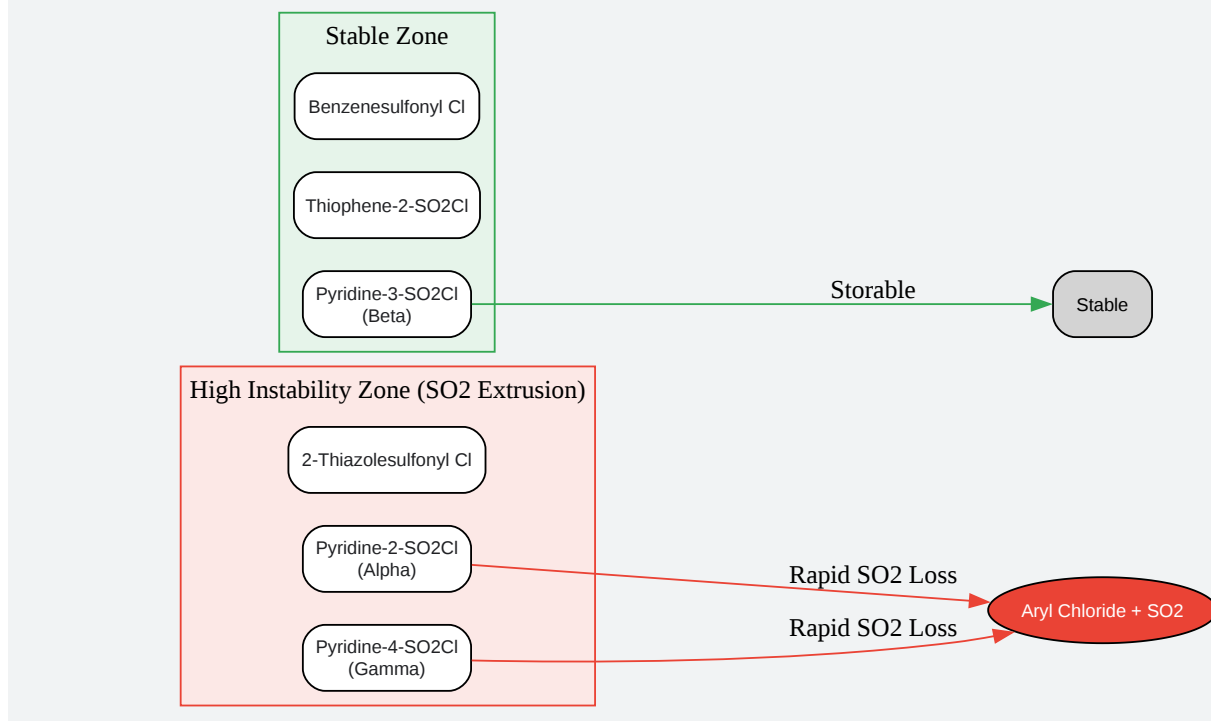 Stable Zone
Benzenesulfonyl Cl
Thiophene-2-SO2Cl
Pyridine-3-SO2Cl
(Beta)
Storable
Stable
High Instability Zone (SO2 Extrusion)
2-Thiazolesulfonyl Cl
Pyridine-2-SO2Cl
(Alpha)
Rapid SO2 Loss
Aryl Chloride + SO2
Rapid SO2 Loss
Pyridine-4-SO2Cl
(Gamma)